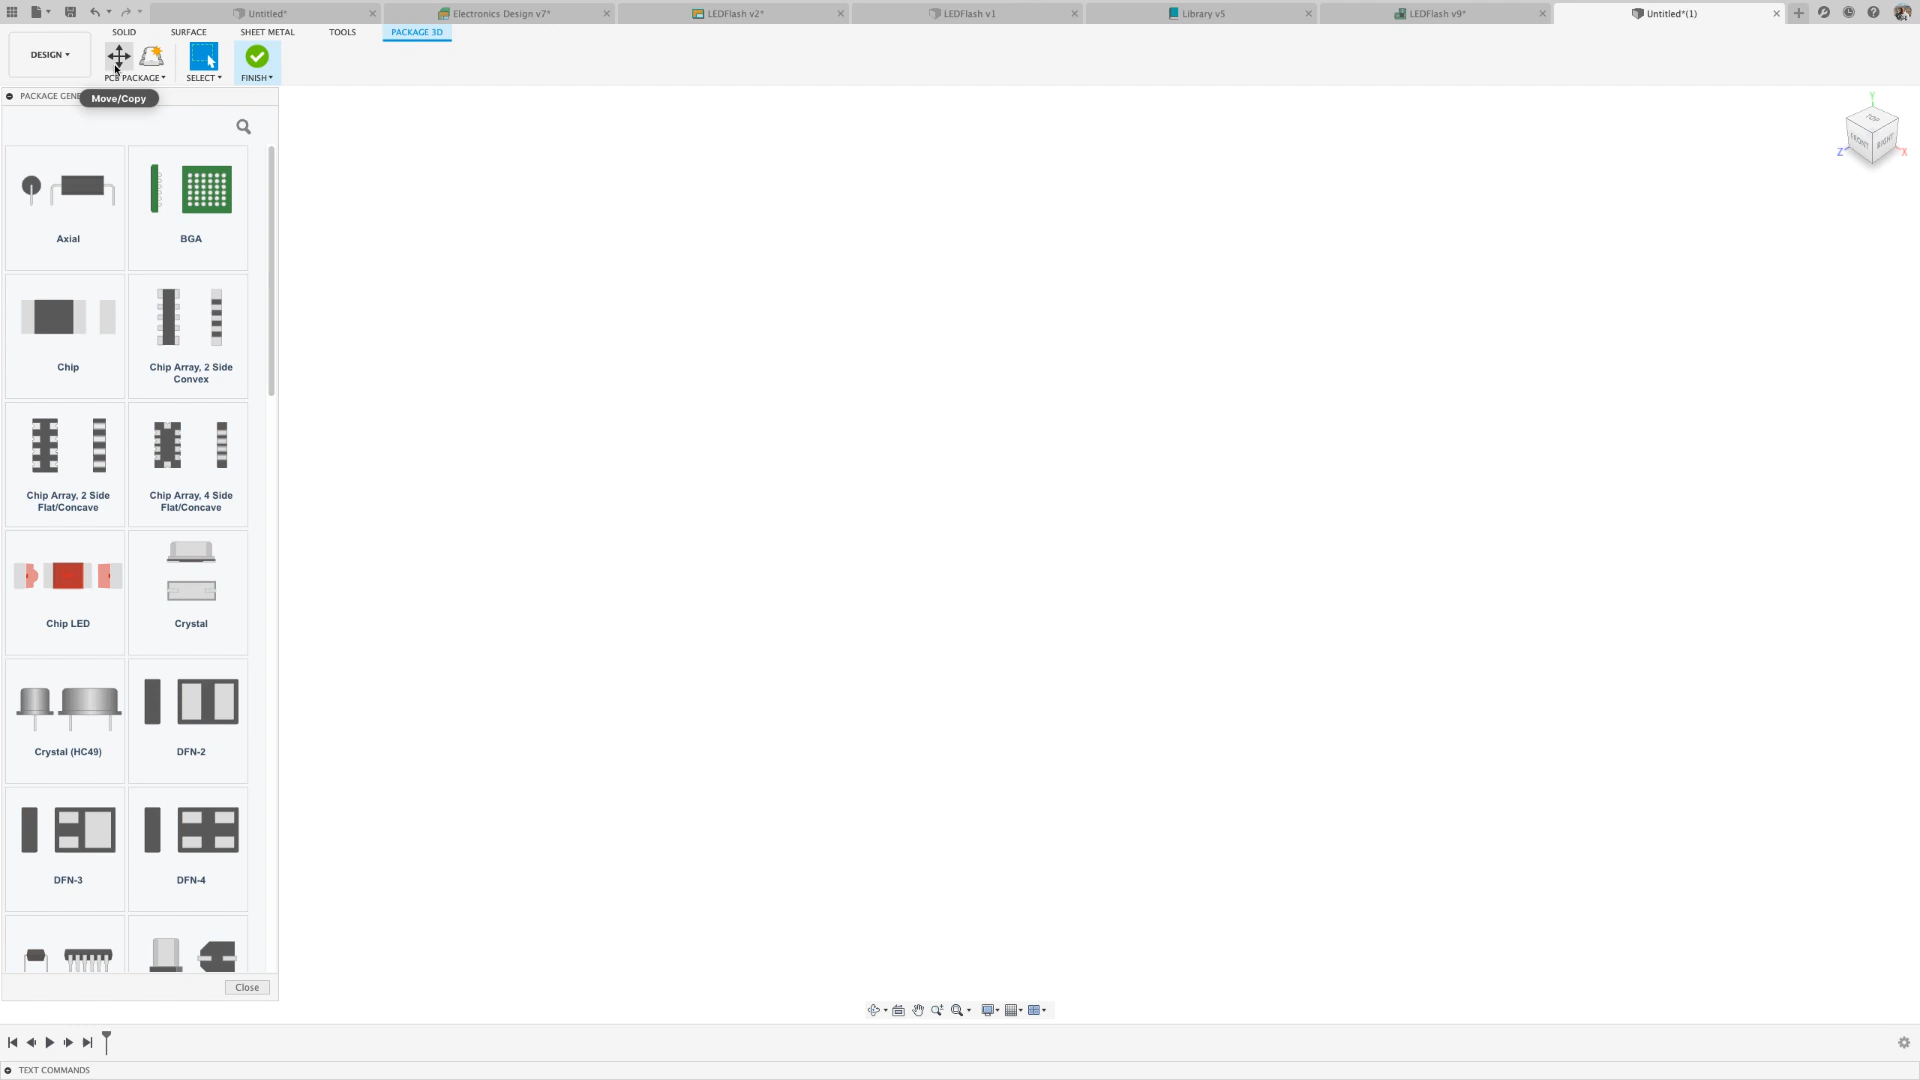 Untitled*
Electronics Design v7*
LEDFlash v2*
LEDFlash v1
Library v5
LEDFlash v9*
Untitled*(1)
SOLID
SURFACE
SHEET METAL
TOOLS
PACKAGE 3D
DESIGN
PCB PACKAGE
SELECT
FINISH
PACKAGE GENE
Move/Copy
TOP
FRONT
RIGHT
Y
Z
X
Axial
BGA
Chip
Chip Array, 2 Side
Convex
Chip Array, 2 Side
Flat/Concave
Chip Array, 4 Side
Flat/Concave
Chip LED
Crystal
Crystal (HC49)
DFN-2
DFN-3
DFN-4
Close
TEXT COMMANDS